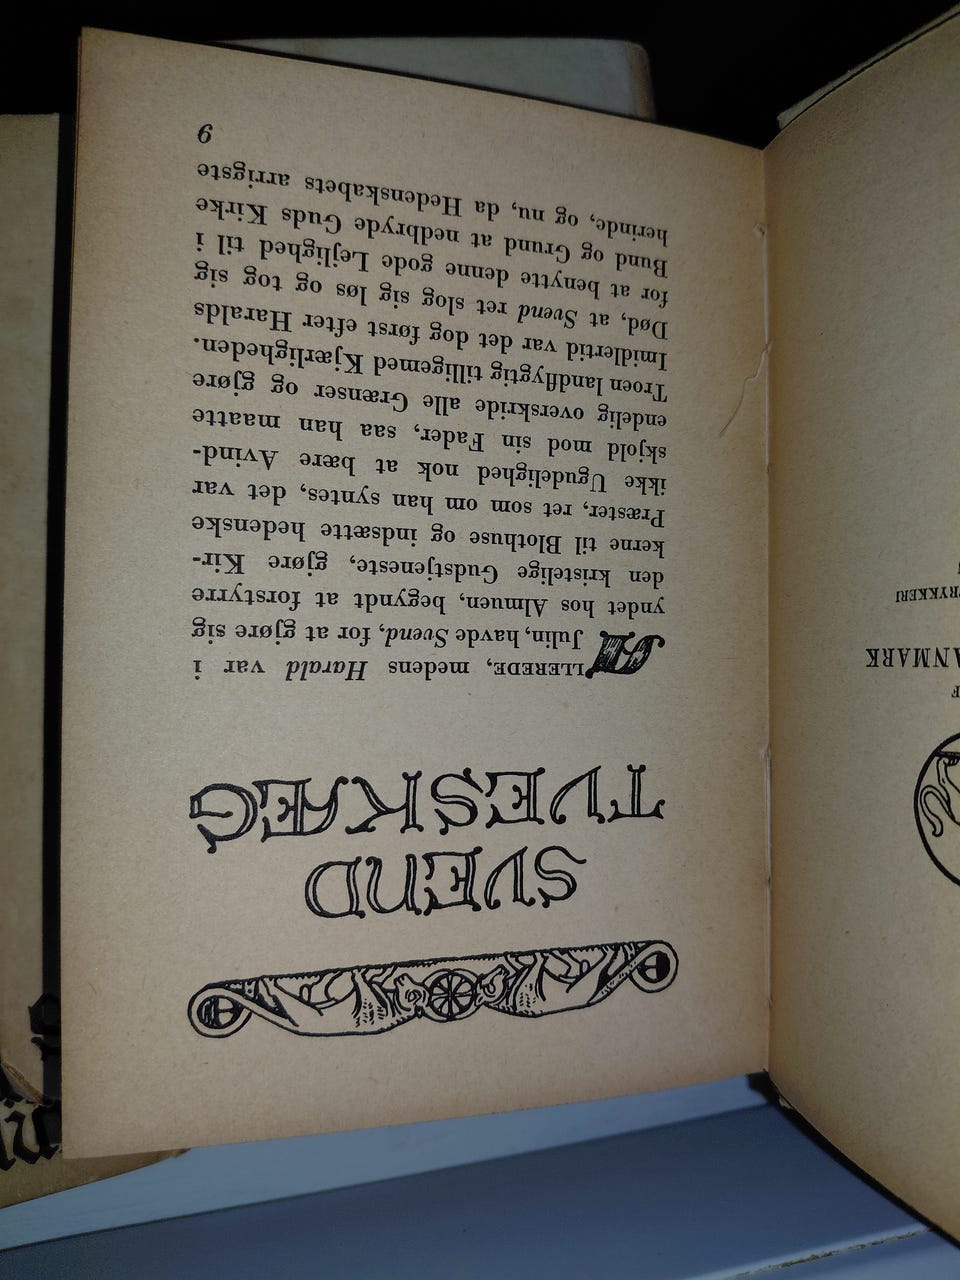 SVEND
TVESKÆG
ALLEREDE, medens Harald var i
Julin, havde Svend, for at gjøre sig
yndet hos Almuen, begyndt at forstyrre
den kristelige Gudstjeneste, gjøre Kir-
kerne til Blothuse og indsætte hedenske
Præster, ret som om han syntes, det var
ikke Ugudelighed nok at bære Avind-
skjold mod sin Fader, saa han maatte
endelig overskride alle Grænser og gjøre
Troen landflygtig tilligemed Kjærligheden.
Imidlertid var det dog først efter Haralds
Død, at Svend ret slog sig løs og tog sig
for at benytte denne gode Lejlighed til i
Bund og Grund at nedbryde Guds Kirke
herinde, og nu, da Hedenskabets arrigste
9
ANMARK
RYKKERI